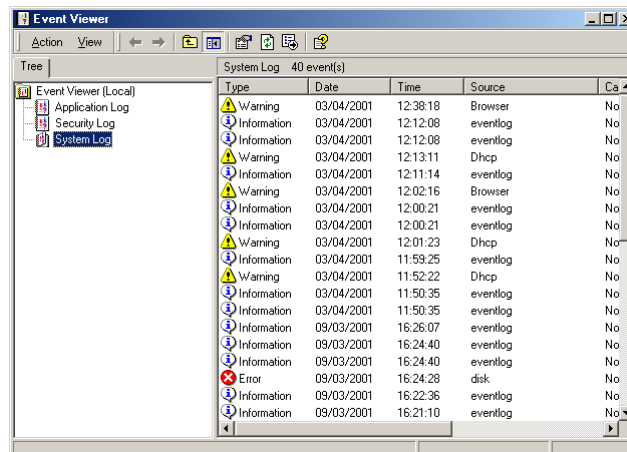 Event Viewer
Action View
Tree
System Log 40 event(s)
Event Viewer (Local)
Application Log
Security Log
System Log
Type Date Time Source Ca
Warning 03/04/2001 12:38:18 Browser No
Information 03/04/2001 12:12:08 eventlog No
Information 03/04/2001 12:12:08 eventlog No
Warning 03/04/2001 12:13:11 Dhcp No
Information 03/04/2001 12:11:14 eventlog No
Warning 03/04/2001 12:02:16 Browser No
Information 03/04/2001 12:00:21 eventlog No
Information 03/04/2001 12:00:21 eventlog No
Warning 03/04/2001 12:01:23 Dhcp No
Information 03/04/2001 11:59:25 eventlog No
Warning 03/04/2001 11:52:22 Dhcp No
Information 03/04/2001 11:50:35 eventlog No
Information 03/04/2001 11:50:35 eventlog No
Information 09/03/2001 16:26:07 eventlog No
Information 09/03/2001 16:24:40 eventlog No
Information 09/03/2001 16:24:40 eventlog No
Error 09/03/2001 16:24:28 disk No
Information 09/03/2001 16:22:36 eventlog No
Information 09/03/2001 16:21:10 eventlog No